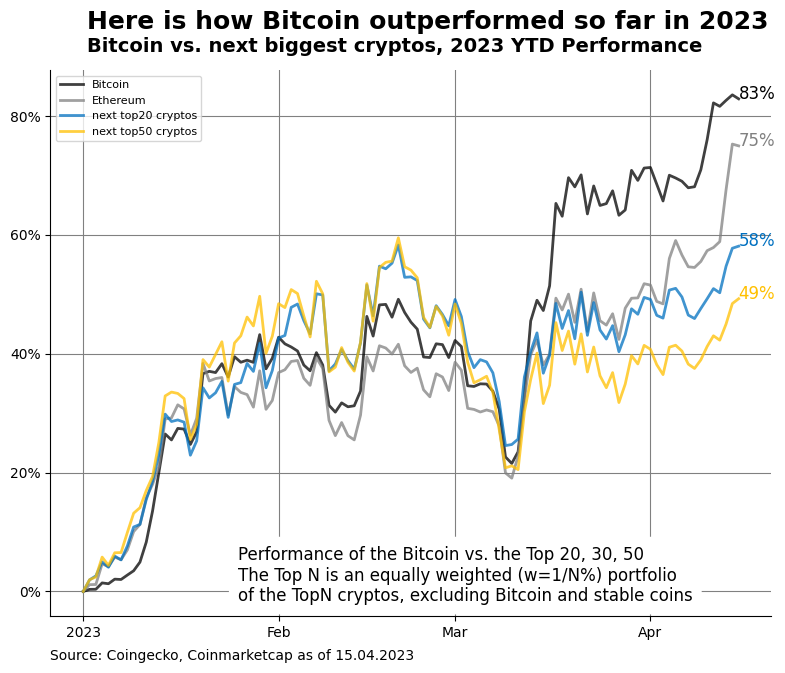 Here is how Bitcoin outperformed so far in 2023
Bitcoin vs. next biggest cryptos, 2023 YTD Performance
Bitcoin
Ethereum
next top20 cryptos
next top50 cryptos
83%
75%
58%
49%
80%
60%
40%
20%
0%
Performance of the Bitcoin vs. the Top 20, 30, 50
The Top N is an equally weighted (w=1/N%) portfolio
of the TopN cryptos, excluding Bitcoin and stable coins
2023 Feb Mar Apr
Source: Coingecko, Coinmarketcap as of 15.04.2023